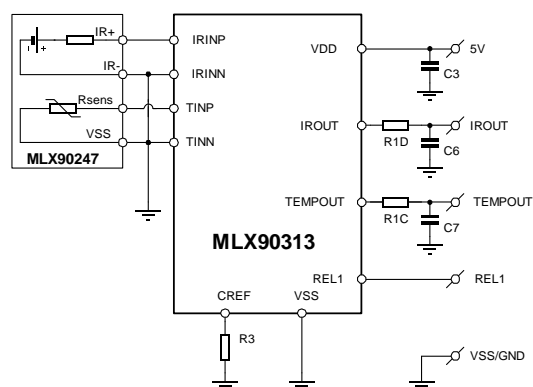 IR+
IR-
Rsens
VSS
MLX90247
IRINP
IRINN
TINP
TINN
MLX90313
VDD
IROUT
TEMPOUT
REL1
CREF
VSS
R3
5V
C3
R1D
IROUT
C6
R1C
TEMPOUT
C7
REL1
VSS/GND